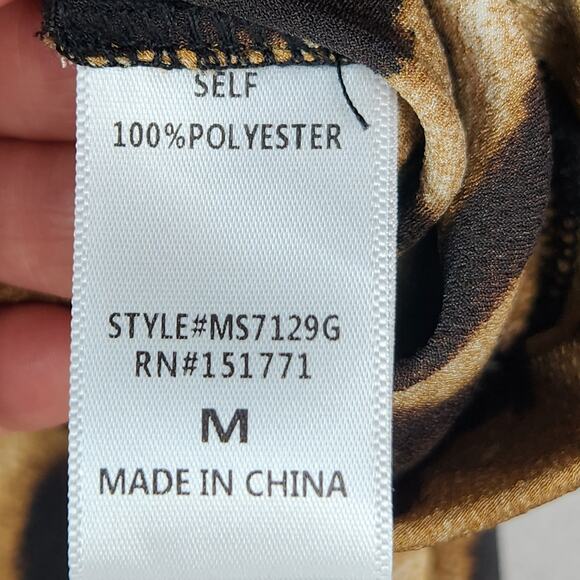 SELF
100%POLYESTER
STYLE#MS7129G
RN#151771
M
MADE IN CHINA